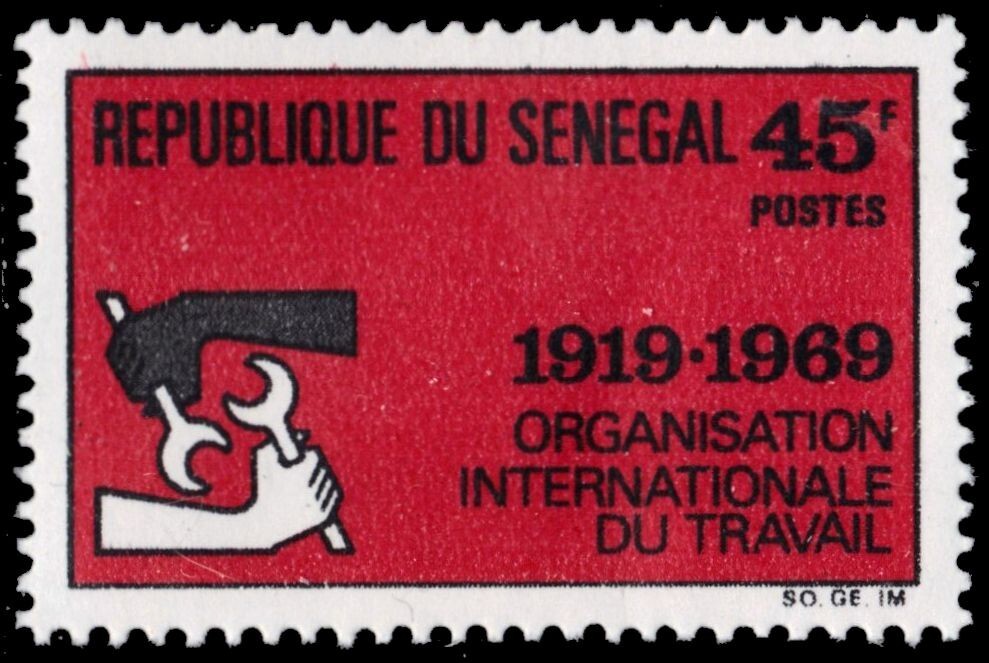 REPUBLIQUE DU SENEGAL 45F
POSTES
1919·1969
ORGANISATION
INTERNATIONALE
DU TRAVAIL
SO. GE. IM